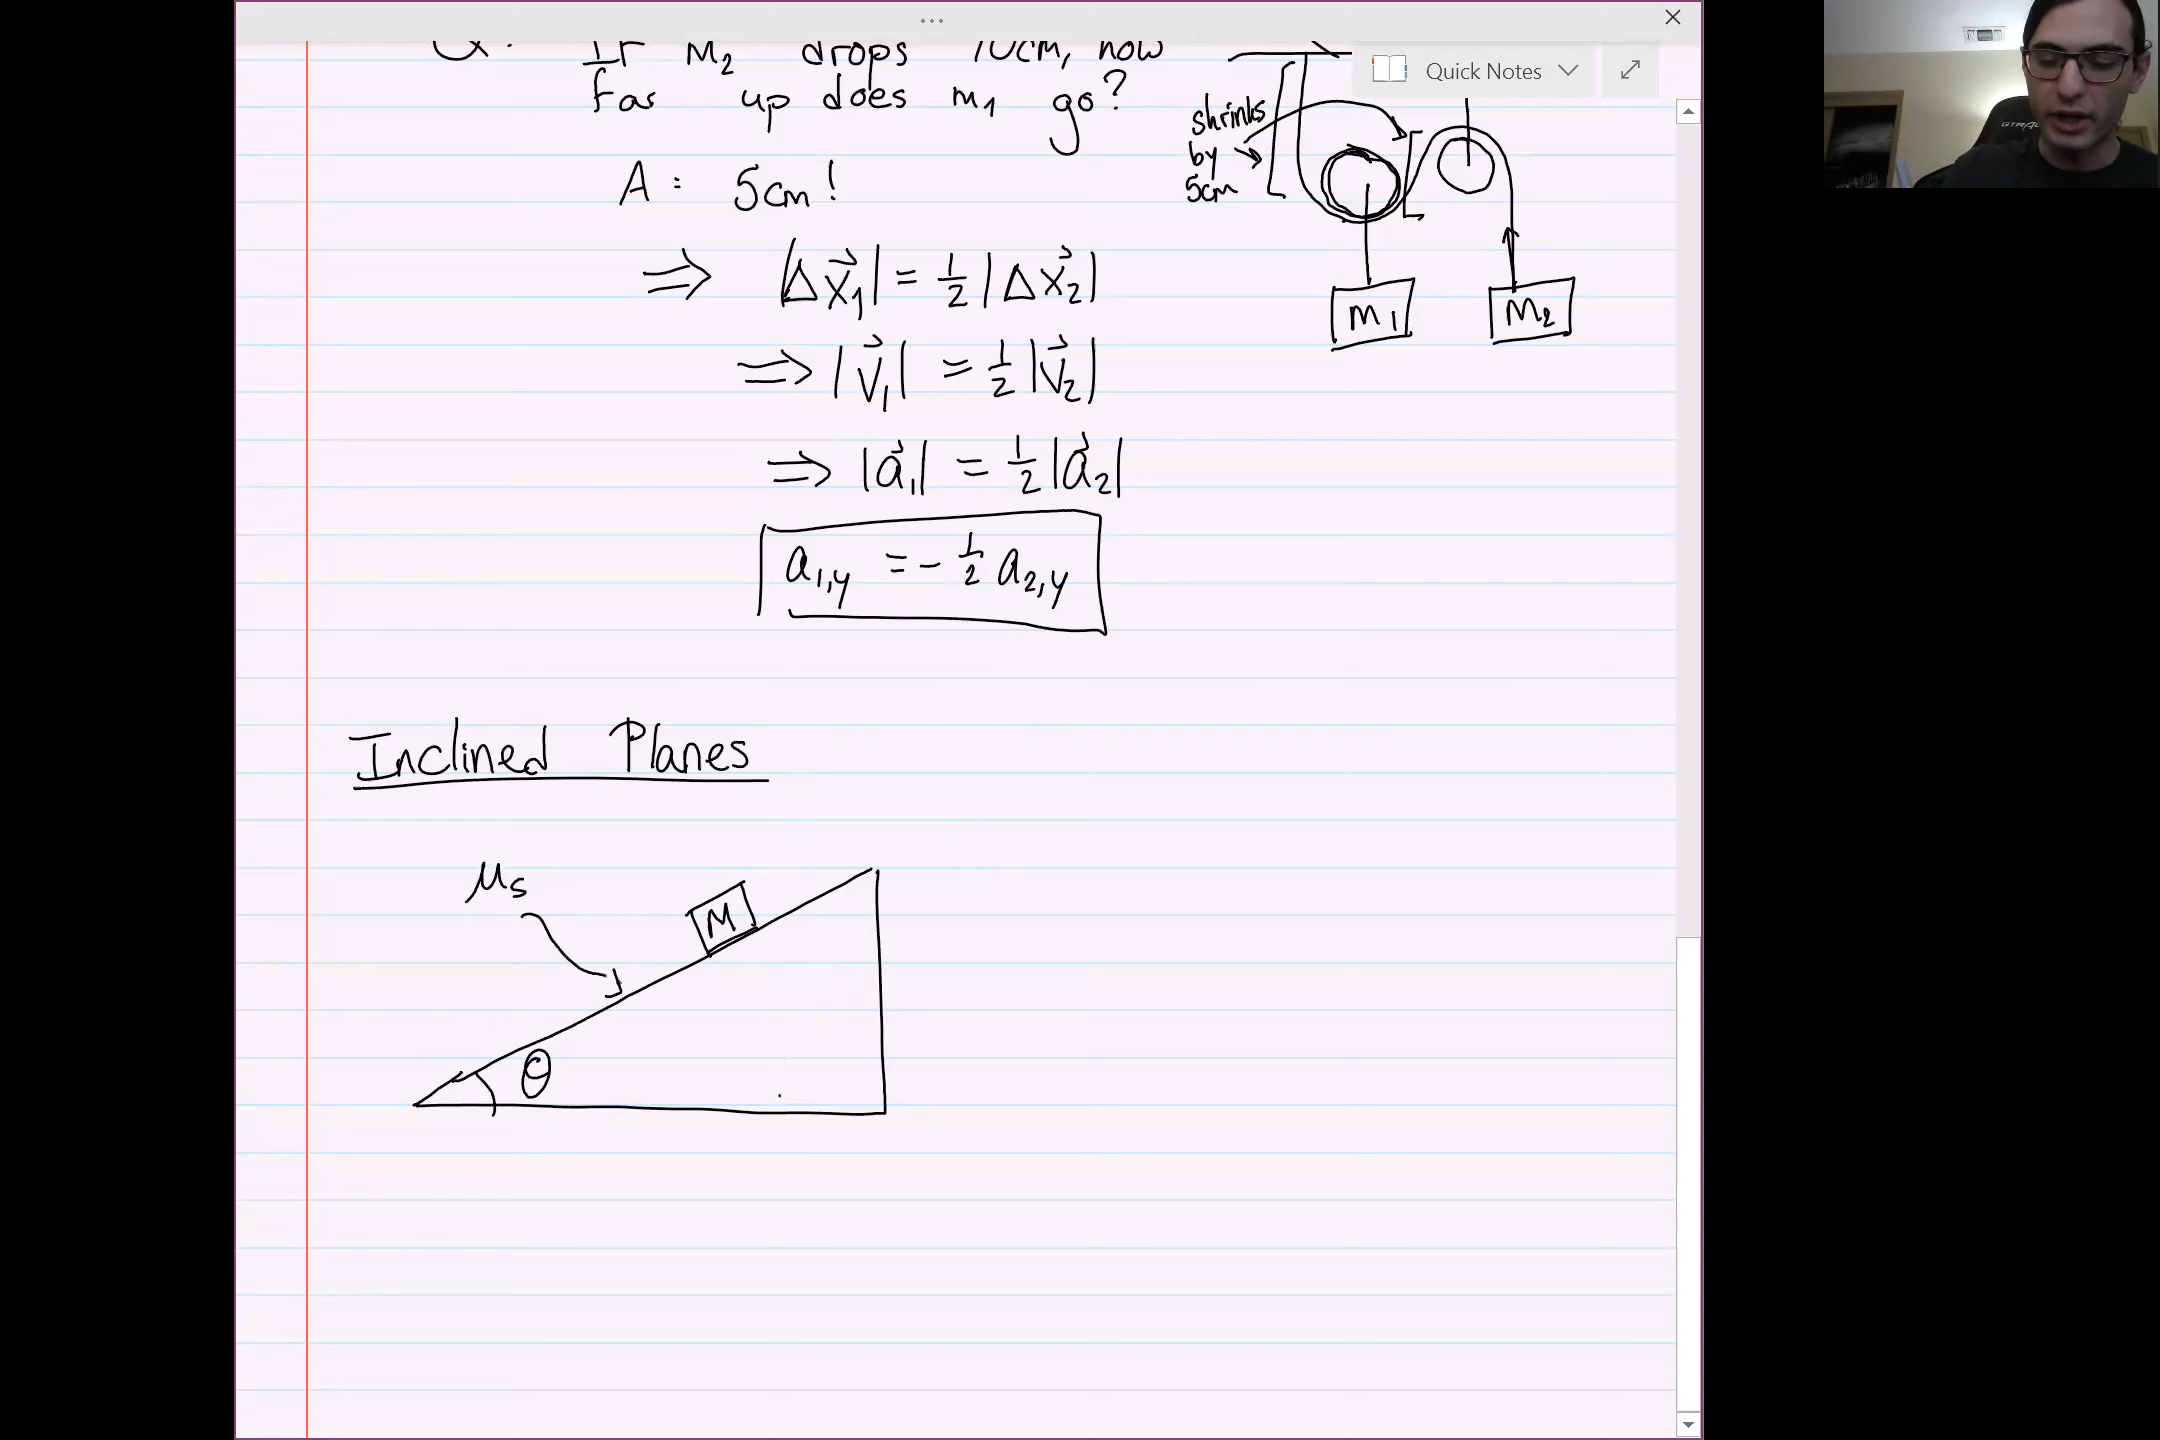 Q: If M₂ drops 10cm, how
far up does m₁ go?
A: 5cm!
⇒ |Δx⃗₁| = ½ |Δx⃗₂|
⇒ |v⃗₁| = ½ |v⃗₂|
⇒ |a⃗₁| = ½ |a⃗₂|
a₁,y = - ½ a₂,y
Quick Notes
shrinks
by
5cm
m₁
M₂
Inclined Planes
μₛ
M
θ